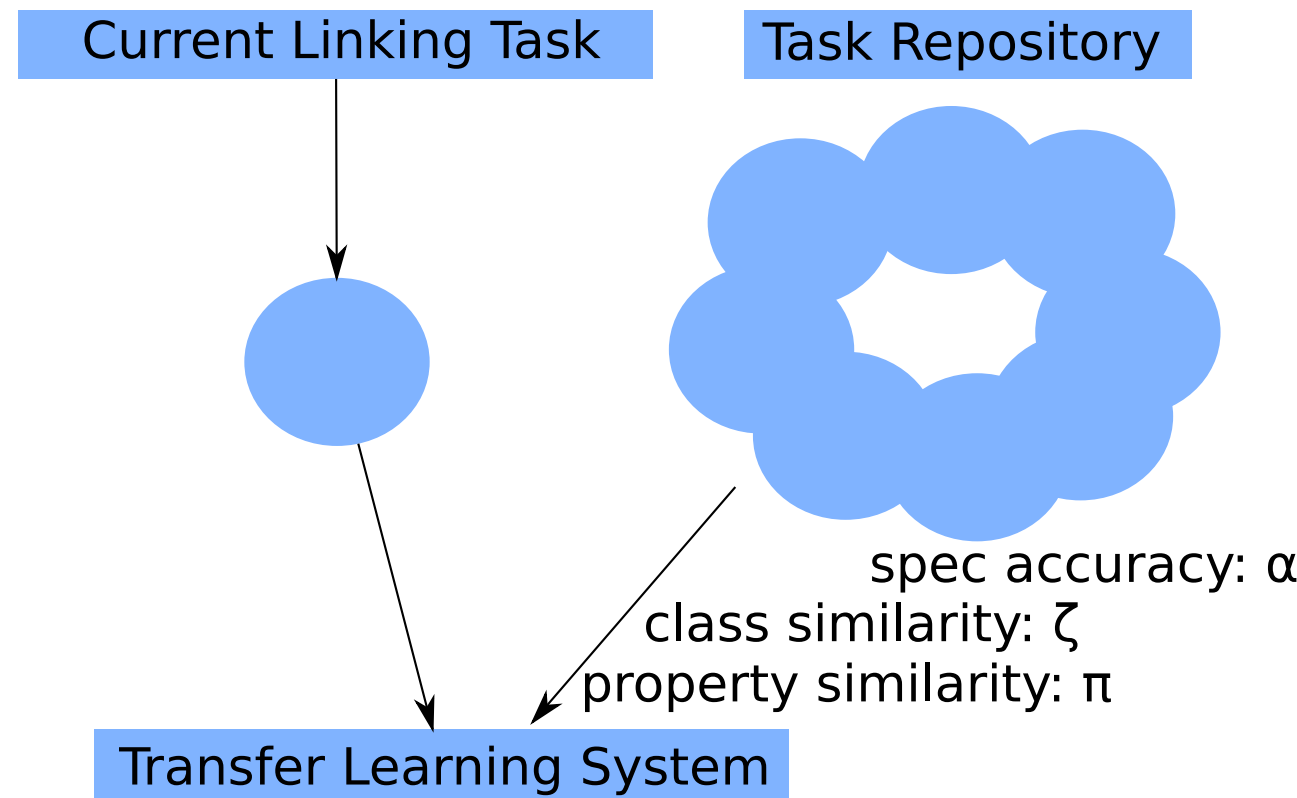 Current Linking Task
Task Repository
spec accuracy: α
class similarity: ζ
property similarity: π
Transfer Learning System